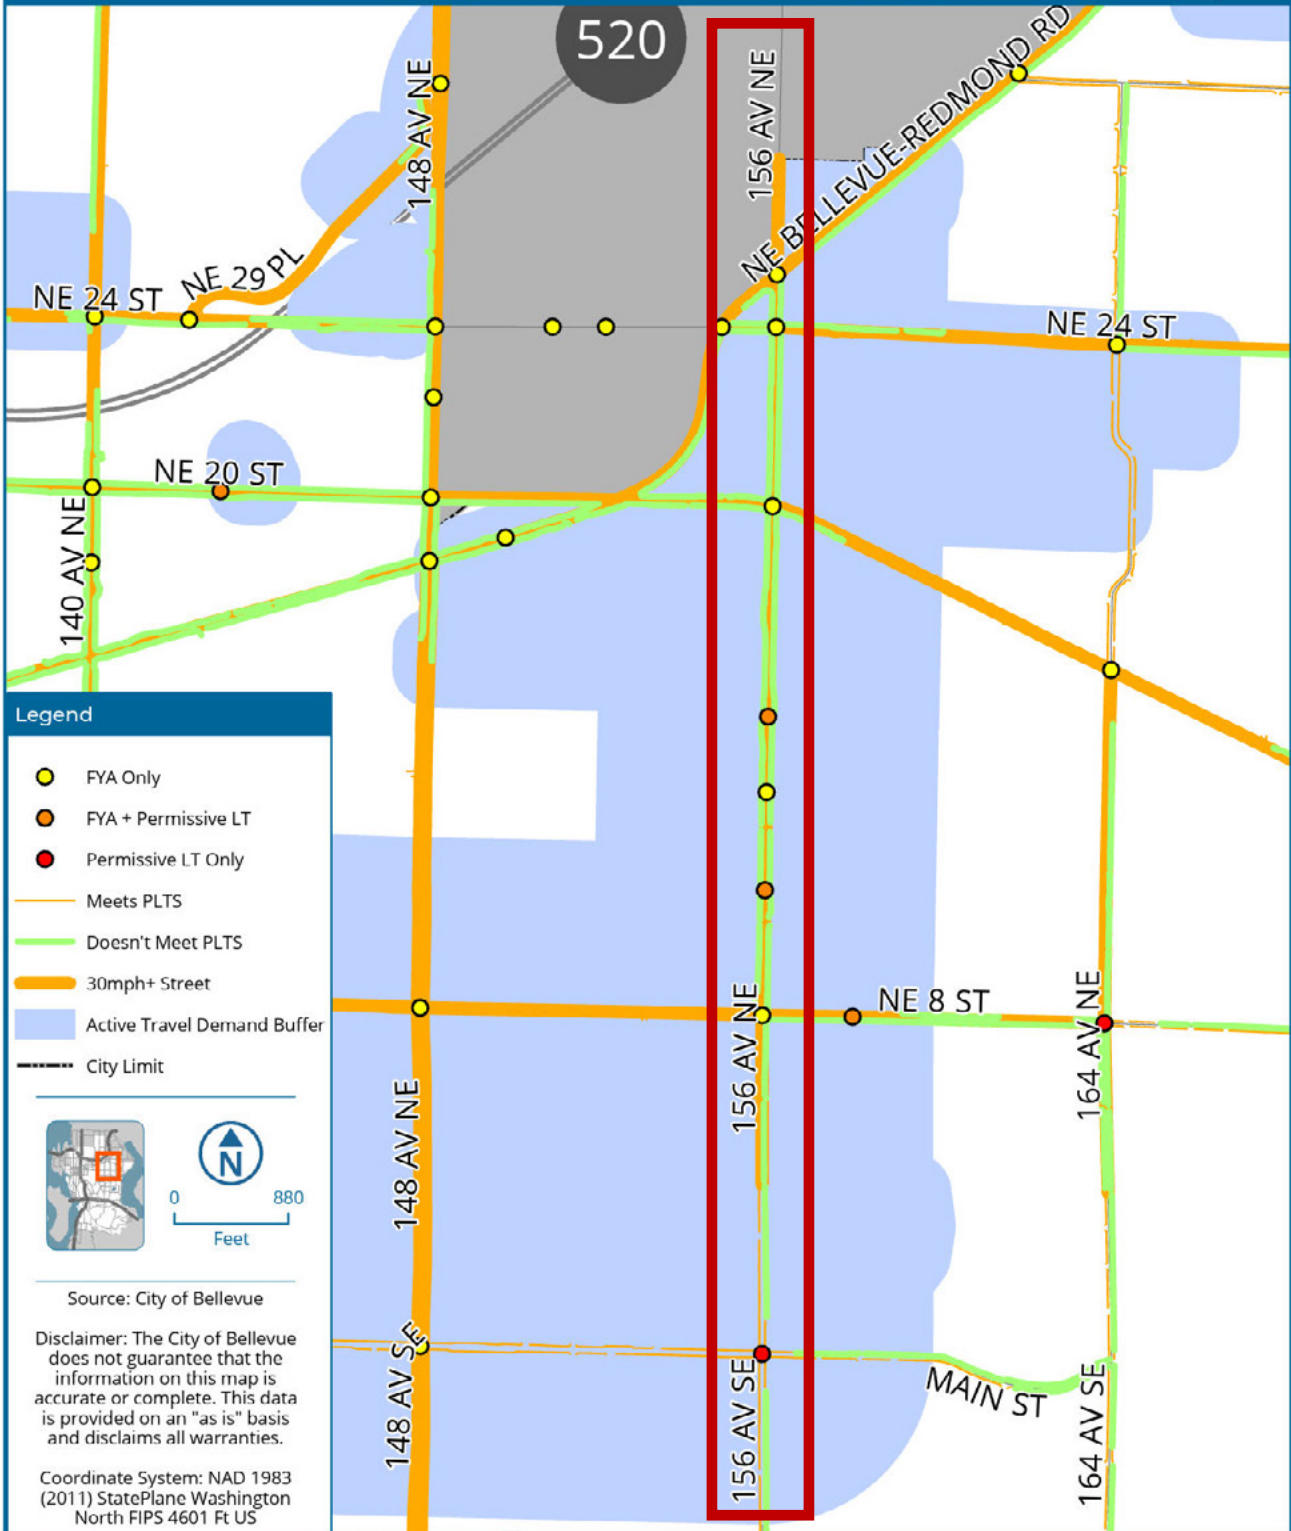 520
148 AV NE
156 AV NE
NE BELLEVUE-REDMOND RD
NE 29 PL
NE 24 ST
NE 24 ST
NE 20 ST
140 AV NE
Legend
FYA Only
FYA + Permissive LT
Permissive LT Only
Meets PLTS
Doesn't Meet PLTS
30mph+ Street
Active Travel Demand Buffer
City Limit
N
0 880
Feet
Source: City of Bellevue
Disclaimer: The City of Bellevue
does not guarantee that the
information on this map is
accurate or complete. This data
is provided on an "as is" basis
and disclaims all warranties.
Coordinate System: NAD 1983
(2011) StatePlane Washington
North FIPS 4601 Ft US
NE 8 ST
156 AV NE
164 AV NE
148 AV NE
148 AV SE
156 AV SE
MAIN ST
164 AV SE